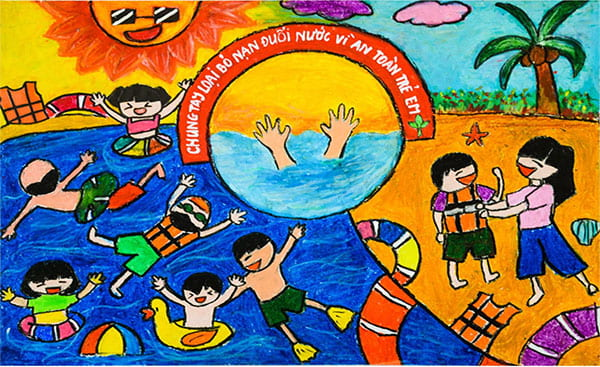 CHUNG TAY LOẠI BỎ NẠN ĐUỐI NƯỚC VÌ AN TOÀN TRẺ EM